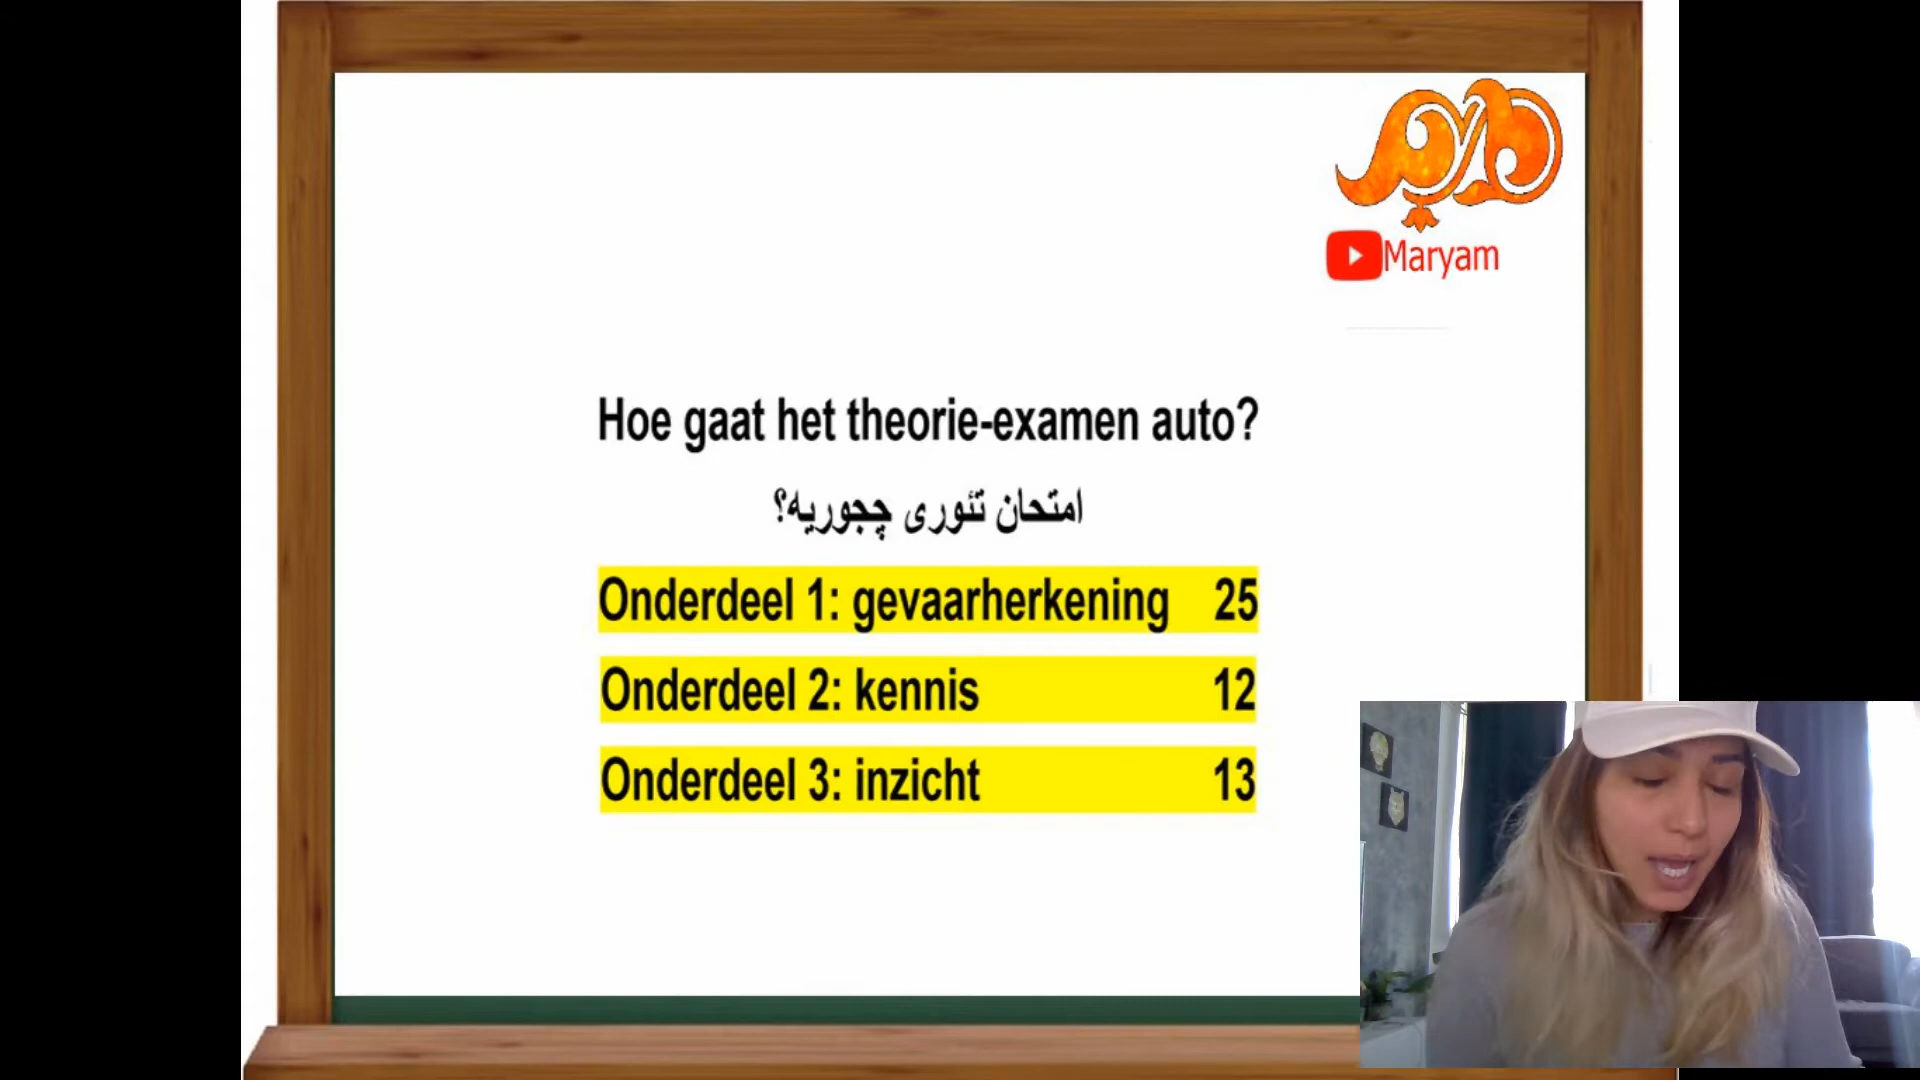 مریم
Maryam
Hoe gaat het theorie-examen auto?
امتحان تئوری چجوریه؟
Onderdeel 1: gevaarherkening 25
Onderdeel 2: kennis 12
Onderdeel 3: inzicht 13